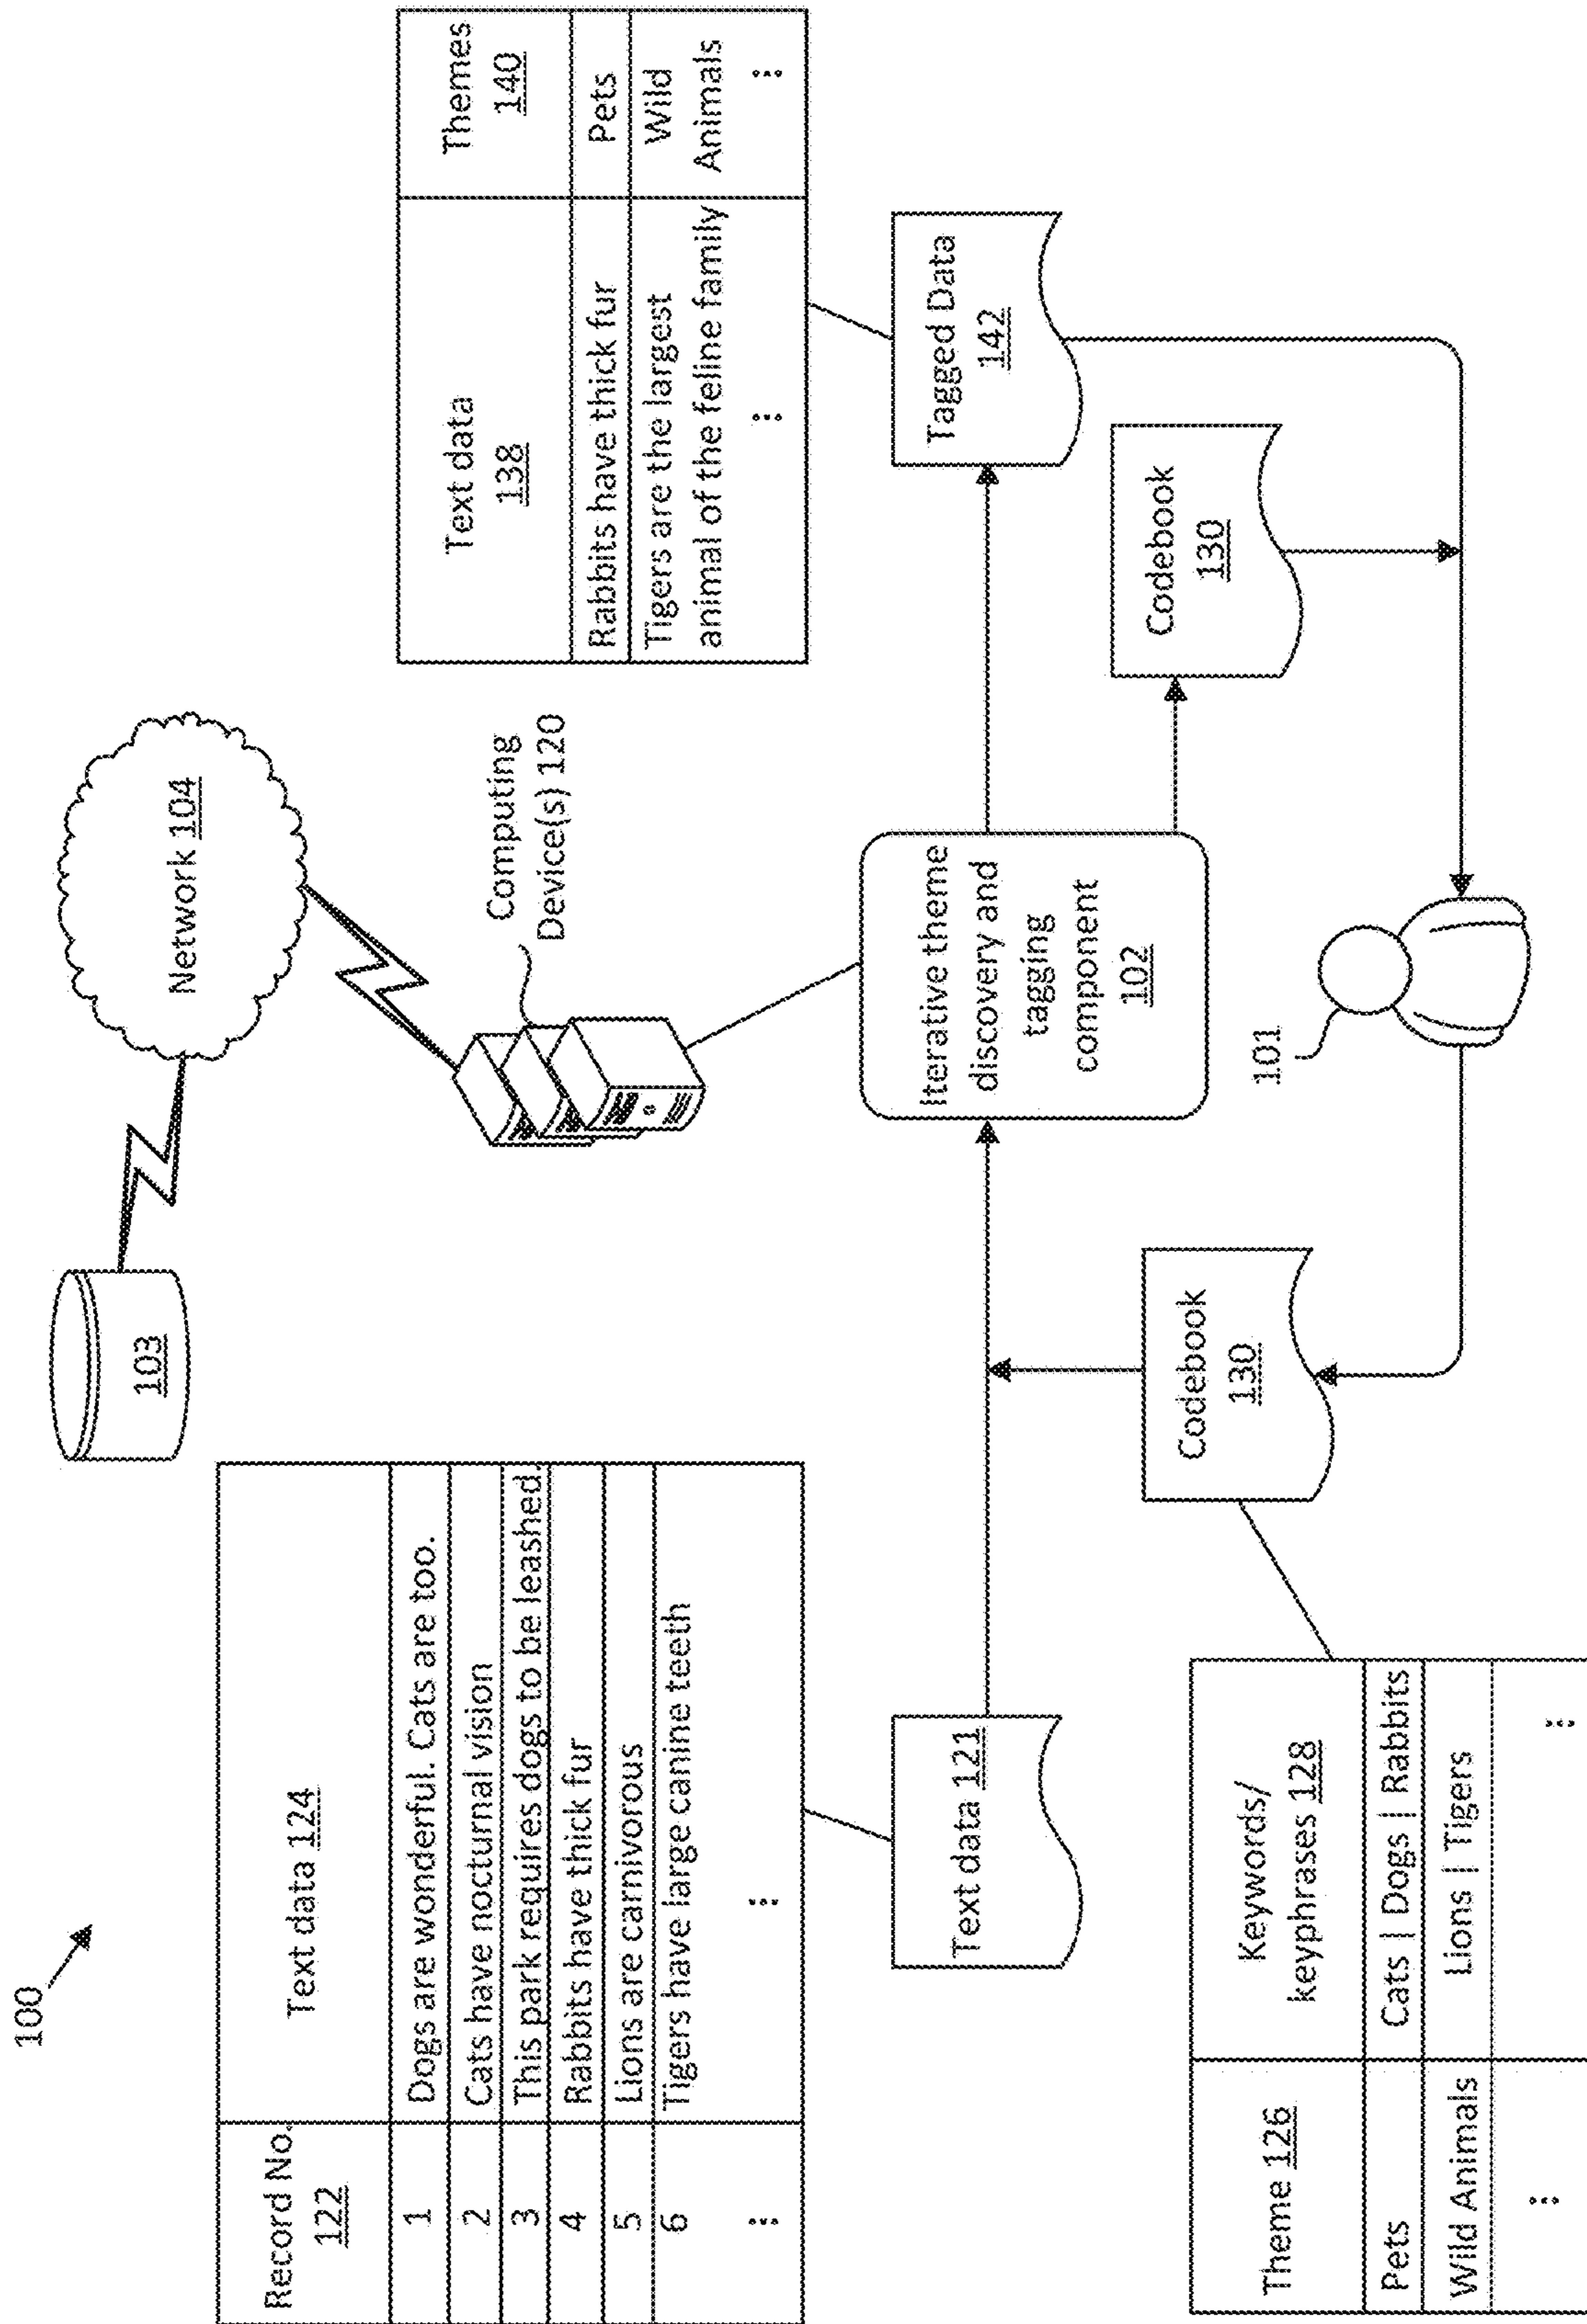 100
Record No.
122
Text data 124
1
Dogs are wonderful. Cats are too.
2
Cats have nocturnal vision
3
This park requires dogs to be leashed.
4
Rabbits have thick fur
5
Lions are carnivorous
6
Tigers have large canine teeth
⋮
⋮
103
Network 104
Computing
Device(s) 120
Text data
138
Themes
140
Rabbits have thick fur
Pets
Tigers are the largest
animal of the feline family
Wild
Animals
⋮
⋮
Text data 121
Iterative theme
discovery and
tagging
component
102
Tagged Data
142
Codebook
130
Codebook
130
101
Theme 126
Keywords/
keyphrases 128
Pets
Cats | Dogs | Rabbits
Wild Animals
Lions | Tigers
⋮
⋮